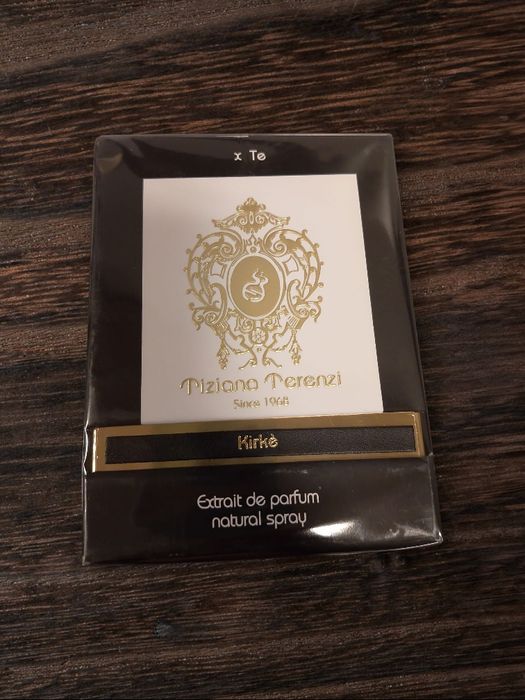 x Te
Tiziana Terenzi
Since 1968
Kirkè
Extrait de parfum
natural spray